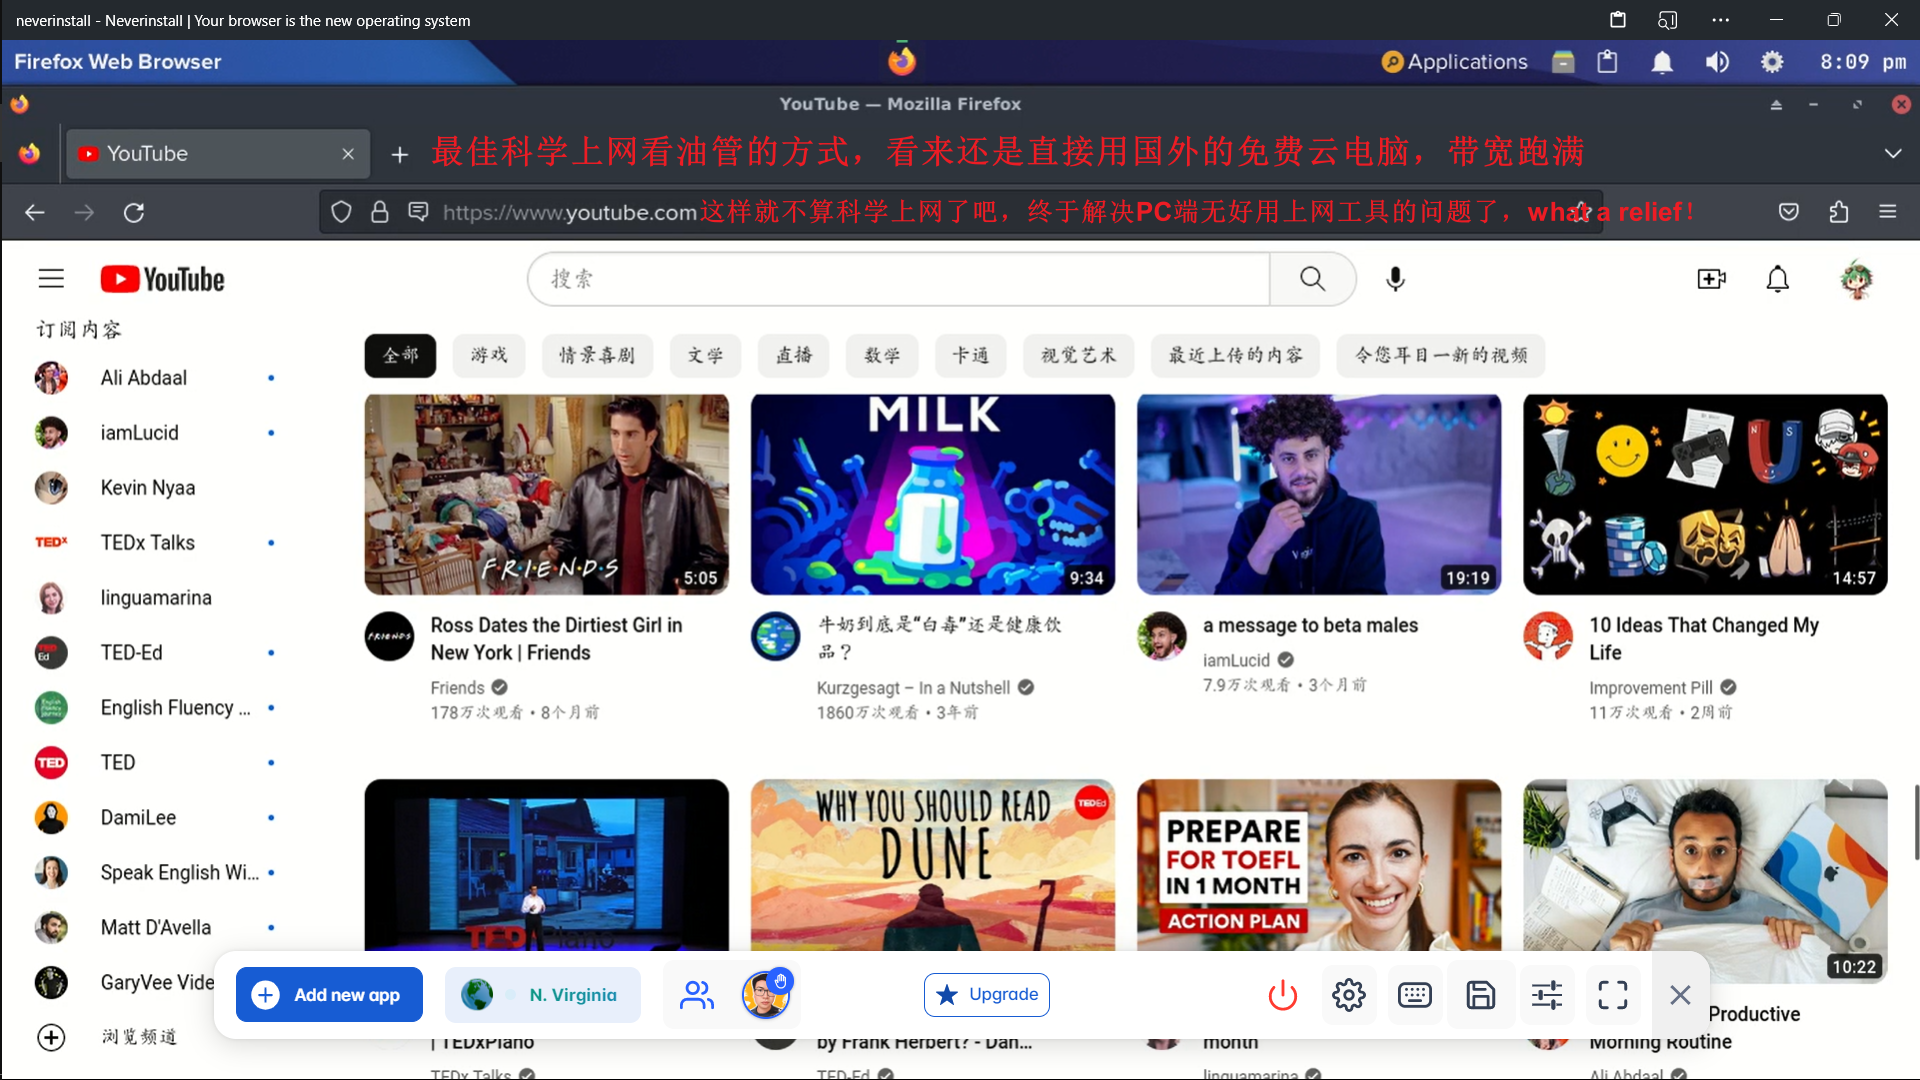 neverinstall - Neverinstall | Your browser is the new operating system
Firefox Web Browser
Applications
8:09 pm
YouTube — Mozilla Firefox
YouTube
最佳科学上网看油管的方式，看来还是直接用国外的免费云电脑，带宽跑满
https://www.youtube.com
这样就不算科学上网了吧，终于解决PC端无好用上网工具的问题了，what a relief！
YouTube
搜索
订阅内容
Ali Abdaal
iamLucid
Kevin Nyaa
TEDx Talks
linguamarina
TED-Ed
English Fluency ...
TED
DamiLee
Speak English Wi...
Matt D'Avella
GaryVee Vide
浏览频道
全部
游戏
情景喜剧
文学
直播
数学
卡通
视觉艺术
最近上传的内容
令您耳目一新的视频
F·R·I·E·N·D·S
5:05
Ross Dates the Dirtiest Girl in
New York | Friends
Friends
178万次观看 • 8个月前
MILK
9:34
牛奶到底是“白毒”还是健康饮
品？
Kurzgesagt – In a Nutshell
1860万次观看 • 3年前
19:19
a message to beta males
iamLucid
7.9万次观看 • 3个月前
N S
14:57
10 Ideas That Changed My
Life
Improvement Pill
11万次观看 • 2周前
TED Piano
| TEDxPiano
TEDx Talks
WHY YOU SHOULD READ
DUNE
TEDEd
by Frank Herbert? - Dan...
TED-Ed
PREPARE
FOR TOEFL
IN 1 MONTH
ACTION PLAN
month
linguamarina
10:22
Productive
Morning Routine
Ali Abdaal
Add new app
N. Virginia
Upgrade